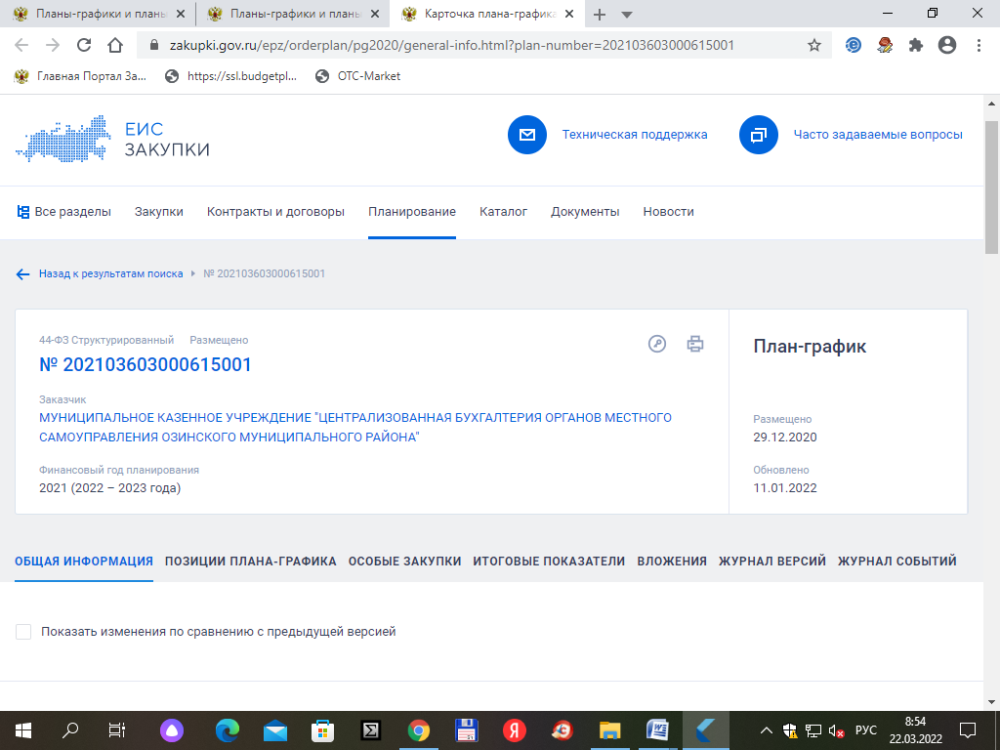 Планы-графики и планы
Планы-графики и планы
Карточка плана-графика
zakupki.gov.ru/epz/orderplan/pg2020/general-info.html?plan-number=202103603000615001
Главная Портал За...
https://ssl.budgetpl...
OTC-Market
ЕИС
ЗАКУПКИ
Техническая поддержка
Часто задаваемые вопросы
Все разделы Закупки Контракты и договоры Планирование Каталог Документы Новости
Назад к результатам поиска № 202103603000615001
44-ФЗ Структурированный Размещено
№ 202103603000615001
Заказчик
МУНИЦИПАЛЬНОЕ КАЗЕННОЕ УЧРЕЖДЕНИЕ "ЦЕНТРАЛИЗОВАННАЯ БУХГАЛТЕРИЯ ОРГАНОВ МЕСТНОГО
САМОУПРАВЛЕНИЯ ОЗИНСКОГО МУНИЦИПАЛЬНОГО РАЙОНА"
Финансовый год планирования
2021 (2022 – 2023 года)
План-график
Размещено
29.12.2020
Обновлено
11.01.2022
ОБЩАЯ ИНФОРМАЦИЯ ПОЗИЦИИ ПЛАНА-ГРАФИКА ОСОБЫЕ ЗАКУПКИ ИТОГОВЫЕ ПОКАЗАТЕЛИ ВЛОЖЕНИЯ ЖУРНАЛ ВЕРСИЙ ЖУРНАЛ СОБЫТИЙ
Показать изменения по сравнению с предыдущей версией
РУС
8:54
22.03.2022